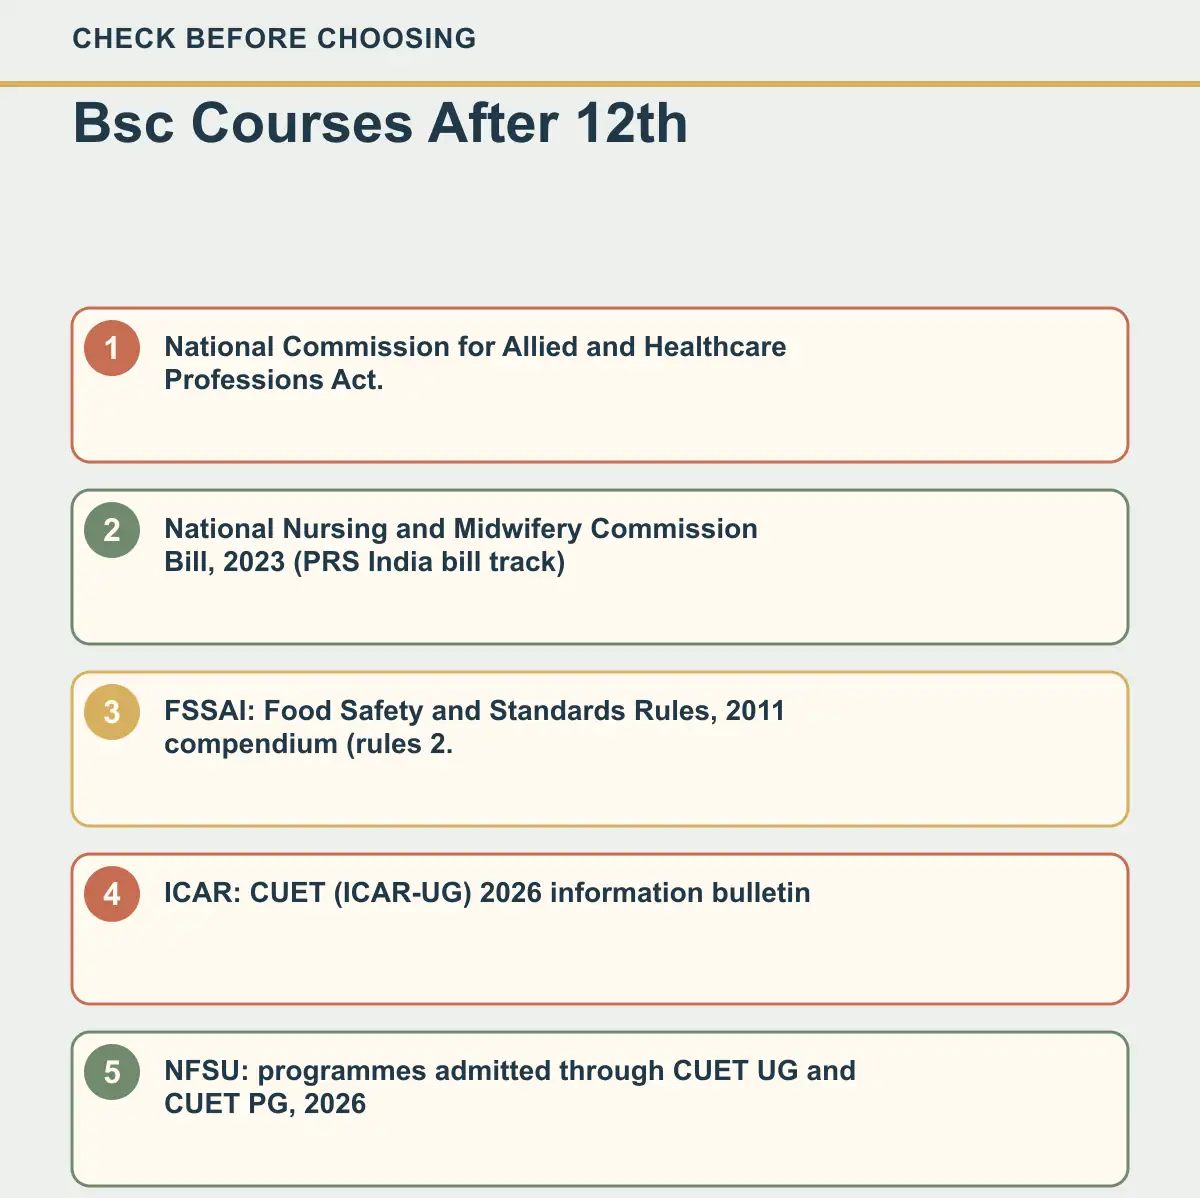 CHECK BEFORE CHOOSING
Bsc Courses After 12th
1
National Commission for Allied and Healthcare
Professions Act.
2
National Nursing and Midwifery Commission
Bill, 2023 (PRS India bill track)
3
FSSAI: Food Safety and Standards Rules, 2011
compendium (rules 2.
4
ICAR: CUET (ICAR-UG) 2026 information bulletin
5
NFSU: programmes admitted through CUET UG and
CUET PG, 2026